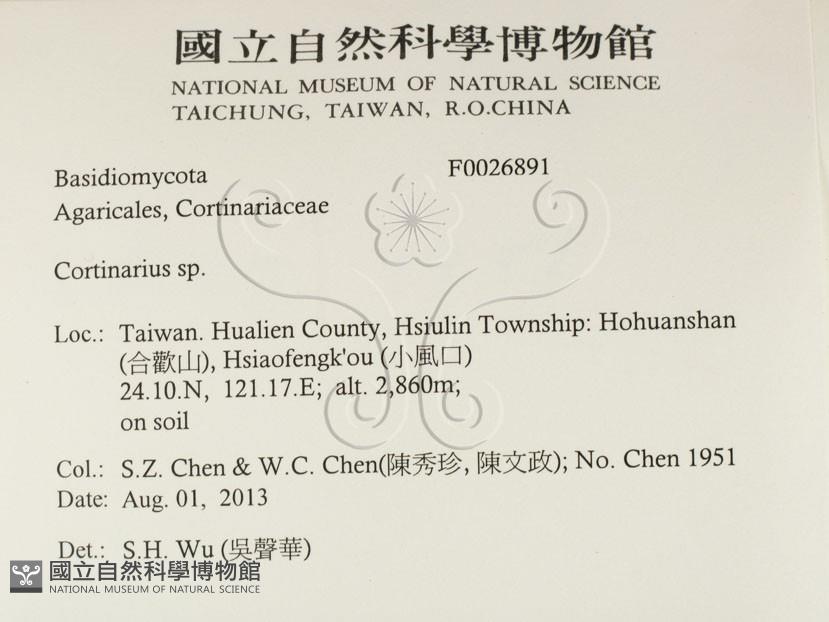 國立自然科學博物館
NATIONAL MUSEUM OF NATURAL SCIENCE
TAICHUNG, TAIWAN, R.O.CHINA
Basidiomycota F0026891
Agaricales, Cortinariaceae
Cortinarius sp.
Loc.: Taiwan. Hualien County, Hsiulin Township: Hohuanshan
(合歡山), Hsiaofengk'ou (小風口)
24.10.N, 121.17.E; alt. 2,860m;
on soil
Col.: S.Z. Chen & W.C. Chen(陳秀珍, 陳文政); No. Chen 1951
Date: Aug. 01, 2013
Det.: S.H. Wu (吳聲華)
國立自然科學博物館
NATIONAL MUSEUM OF NATURAL SCIENCE